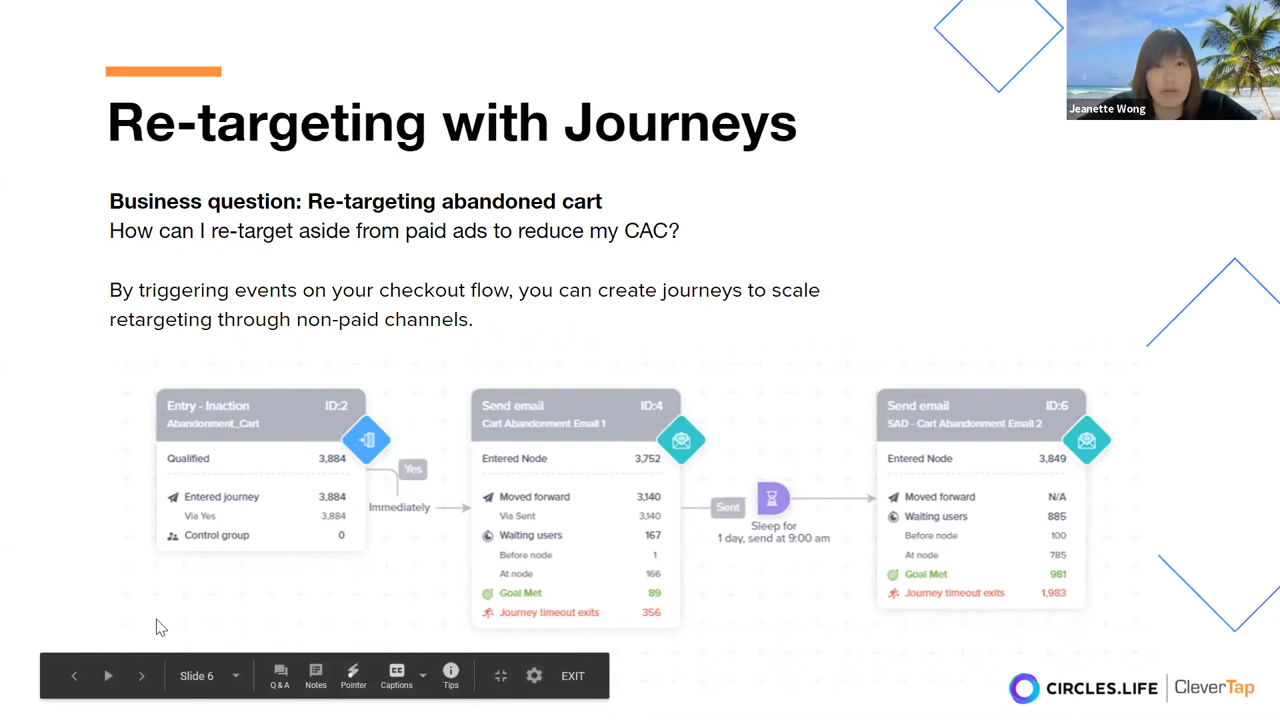 Jeanette Wong
Re-targeting with Journeys
Business question: Re-targeting abandoned cart
How can I re-target aside from paid ads to reduce my CAC?
By triggering events on your checkout flow, you can create journeys to scale
retargeting through non-paid channels.
Entry - Inaction ID:2
Abandonment_Cart
Qualified 3,884
Entered journey 3,884
Via Yes 3,884
Control group 0
Yes
Immediately
Send email ID:4
Cart Abandonment Email 1
Entered Node 3,752
Moved forward 3,140
Via Sent 3,140
Waiting users 167
Before node 1
At node 166
Goal Met 89
Journey timeout exits 356
Sent
Sleep for
1 day, send at 9:00 am
Send email ID:6
SAD - Cart Abandonment Email 2
Entered Node 3,849
Moved forward N/A
Waiting users 885
Before node 100
At node 785
Goal Met 981
Journey timeout exits 1,983
Slide 6
Q & A
Notes
Pointer
CC
Captions
Tips
EXIT
CIRCLES.LIFE
CleverTap